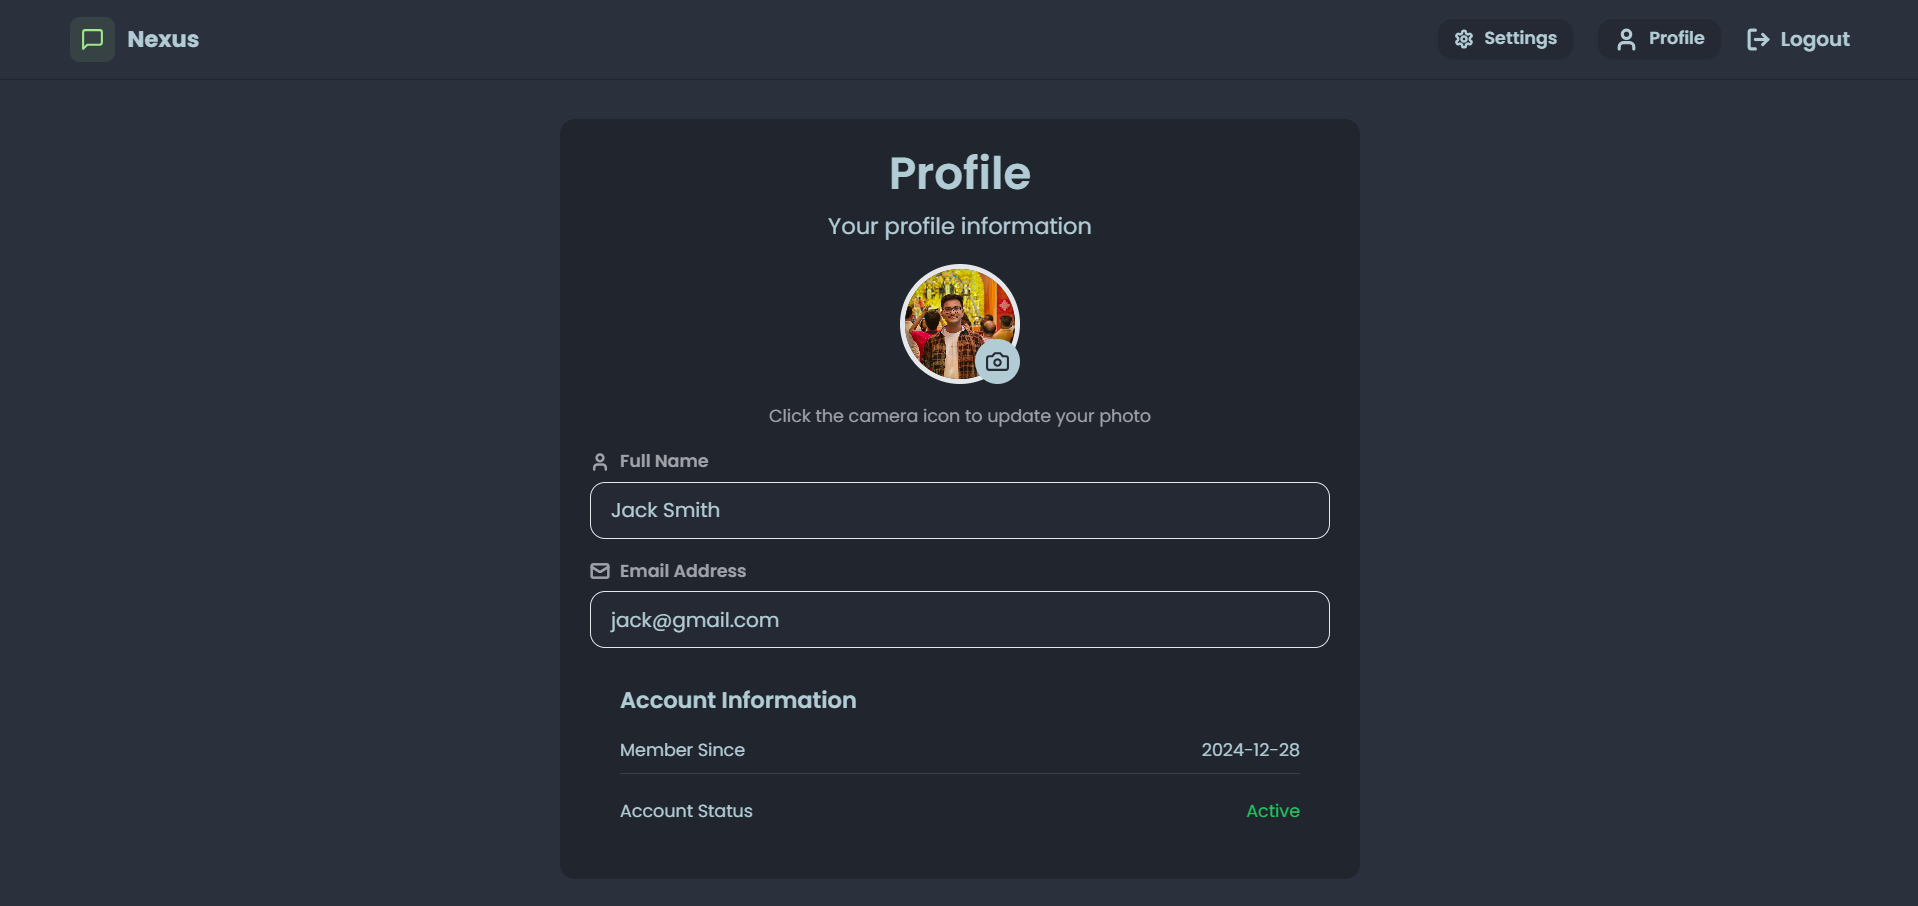 Nexus
Settings
Profile
Logout
Profile
Your profile information
Click the camera icon to update your photo
Full Name
Jack Smith
Email Address
jack@gmail.com
Account Information
Member Since 2024-12-28
Account Status Active